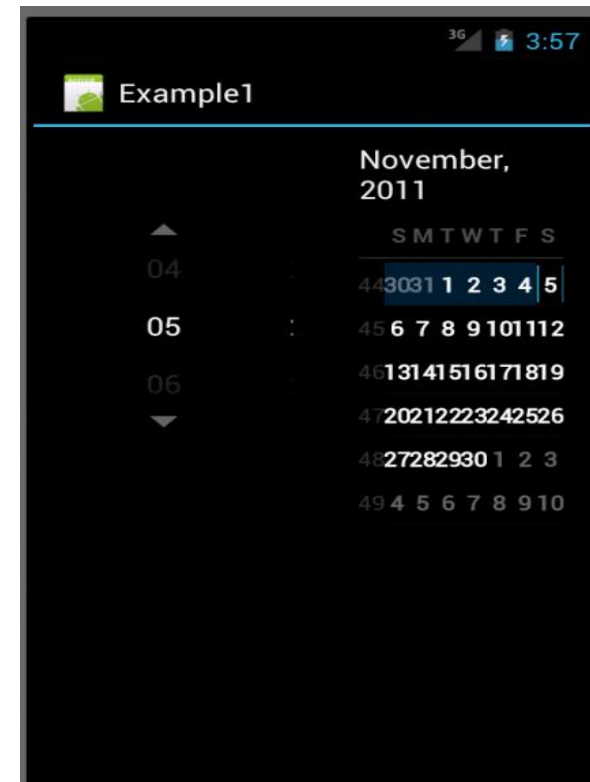 3G 3:57
Example1
November,
2011
S M T W T F S
04 :
44 30 31 1 2 3 4 5
05 :
45 6 7 8 9 10 11 12
06 :
46 13 14 15 16 17 18 19
47 20 21 22 23 24 25 26
48 27 28 29 30 1 2 3
49 4 5 6 7 8 9 10